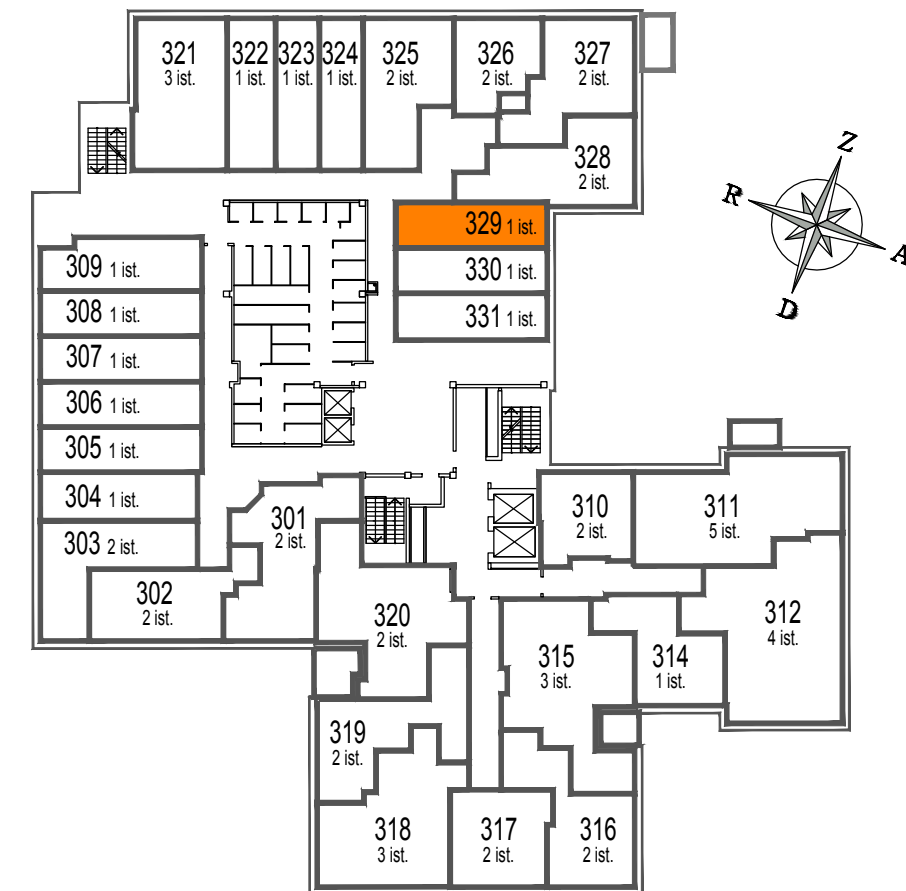 321
3 ist.
322
1 ist.
323
1 ist.
324
1 ist.
325
2 ist.
326
2 ist.
327
2 ist.
328
2 ist.
329 1 ist.
330 1 ist.
331 1 ist.
Z
R
A
D
309 1 ist.
308 1 ist.
307 1 ist.
306 1 ist.
305 1 ist.
304 1 ist.
303 2 ist.
302
2 ist.
301
2 ist.
310
2 ist.
311
5 ist.
312
4 ist.
320
2 ist.
315
3 ist.
314
1 ist.
319
2 ist.
318
3 ist.
317
2 ist.
316
2 ist.